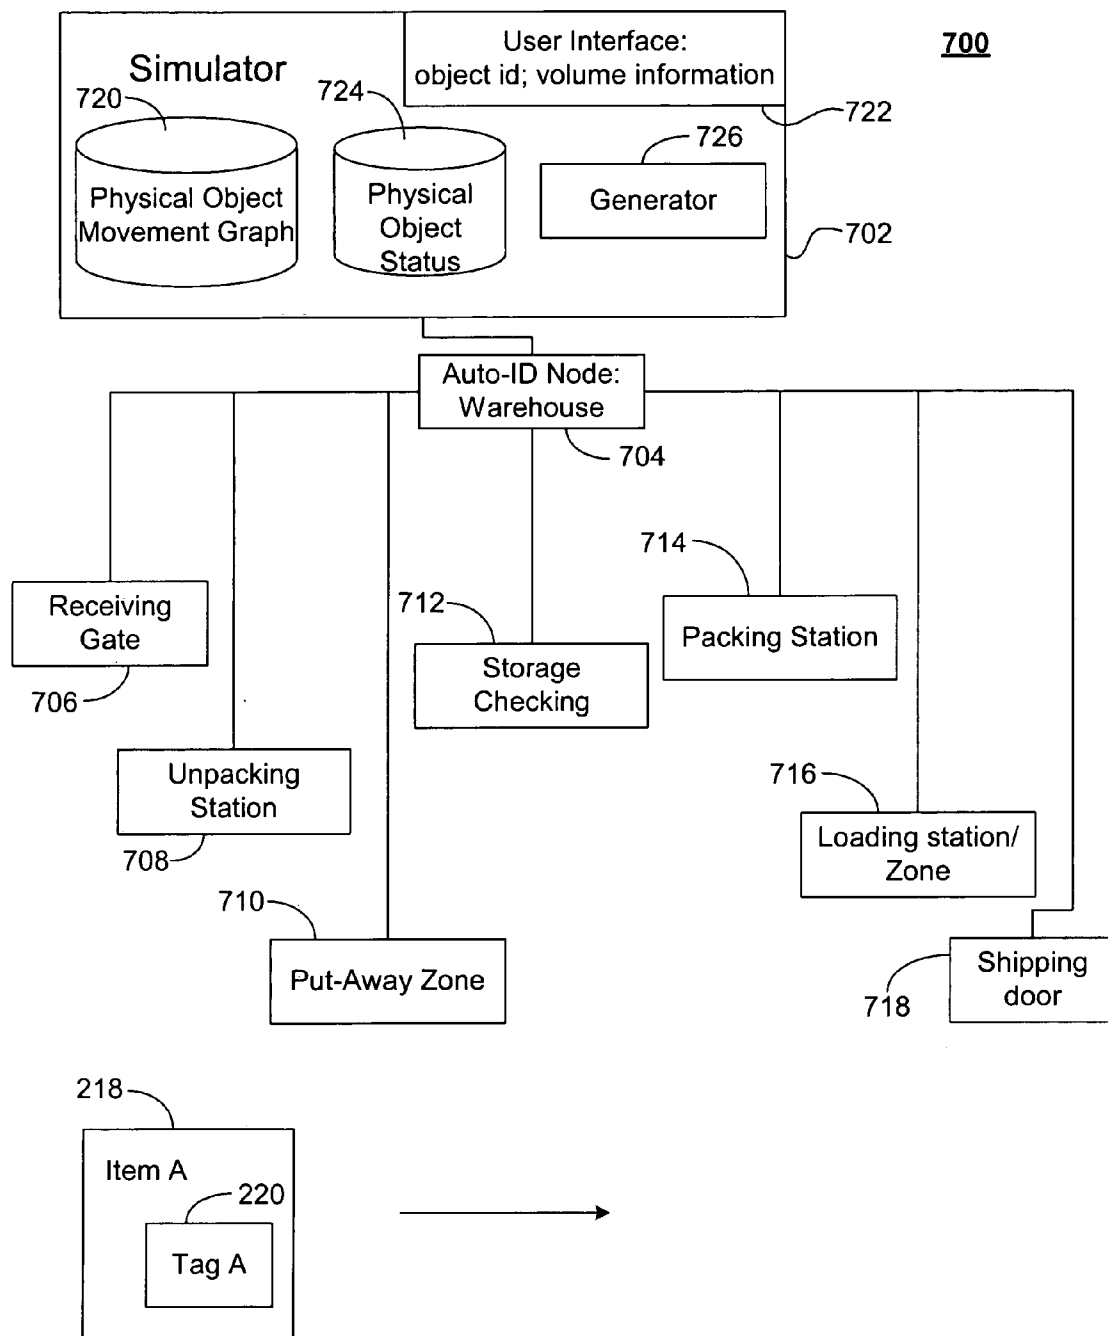 700
User Interface:
object id; volume information
Simulator
720
724
722
726
Physical Object
Movement Graph
Physical
Object
Status
Generator
702
Auto-ID Node:
Warehouse
704
714
712
Receiving
Gate
706
Packing Station
Storage
Checking
716
Unpacking
Station
708
Loading station/
Zone
710
Put-Away Zone
Shipping
door
718
218
Item A
220
Tag A